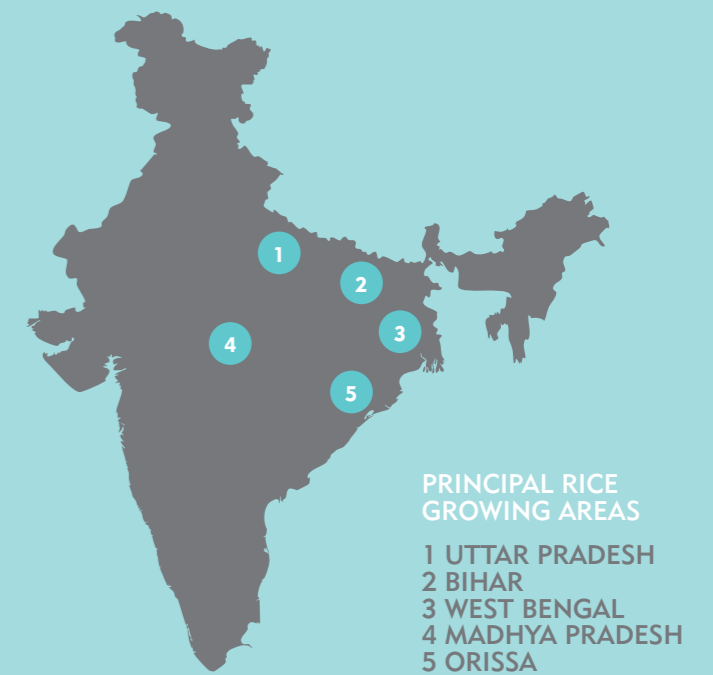 1
2
3
4
5
PRINCIPAL RICE
GROWING AREAS
1 UTTAR PRADESH
2 BIHAR
3 WEST BENGAL
4 MADHYA PRADESH
5 ORISSA